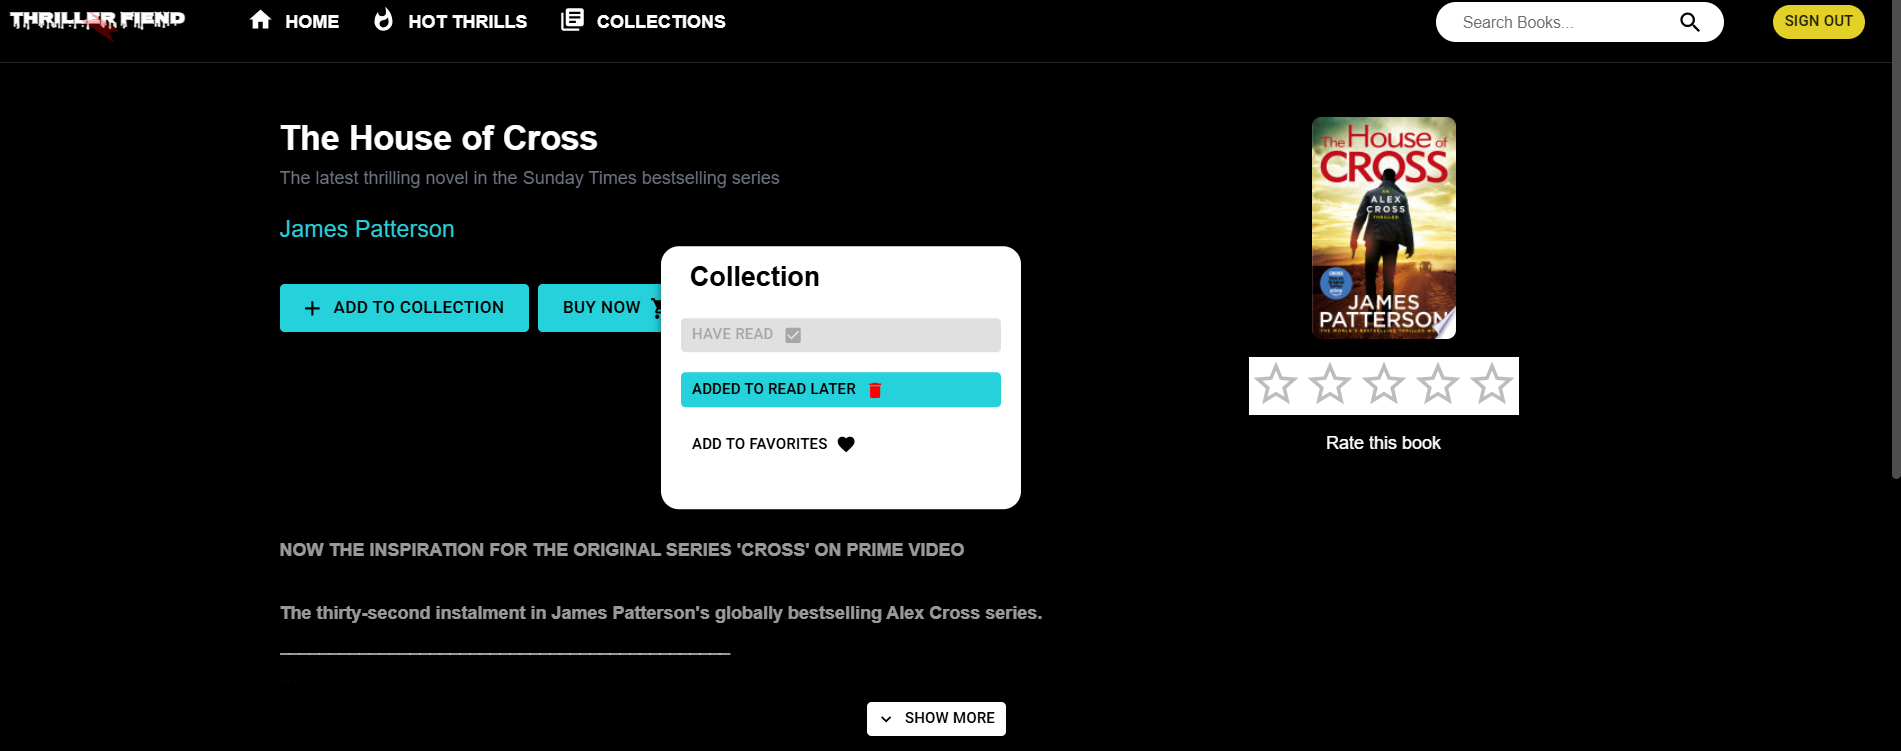 THRILLER FIEND
HOME
HOT THRILLS
COLLECTIONS
Search Books...
SIGN OUT
The House of Cross
The latest thrilling novel in the Sunday Times bestselling series
James Patterson
ADD TO COLLECTION
BUY NOW
Collection
HAVE READ
ADDED TO READ LATER
ADD TO FAVORITES
The House of
CROSS
AN
ALEX
CROSS
THRILLER
JAMES
PATTERSON
Rate this book
NOW THE INSPIRATION FOR THE ORIGINAL SERIES 'CROSS' ON PRIME VIDEO
The thirty-second instalment in James Patterson's globally bestselling Alex Cross series.
...
SHOW MORE